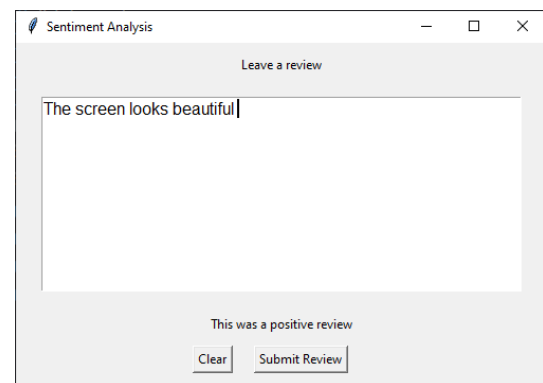 Sentiment Analysis
Leave a review
The screen looks beautiful
This was a positive review
Clear Submit Review